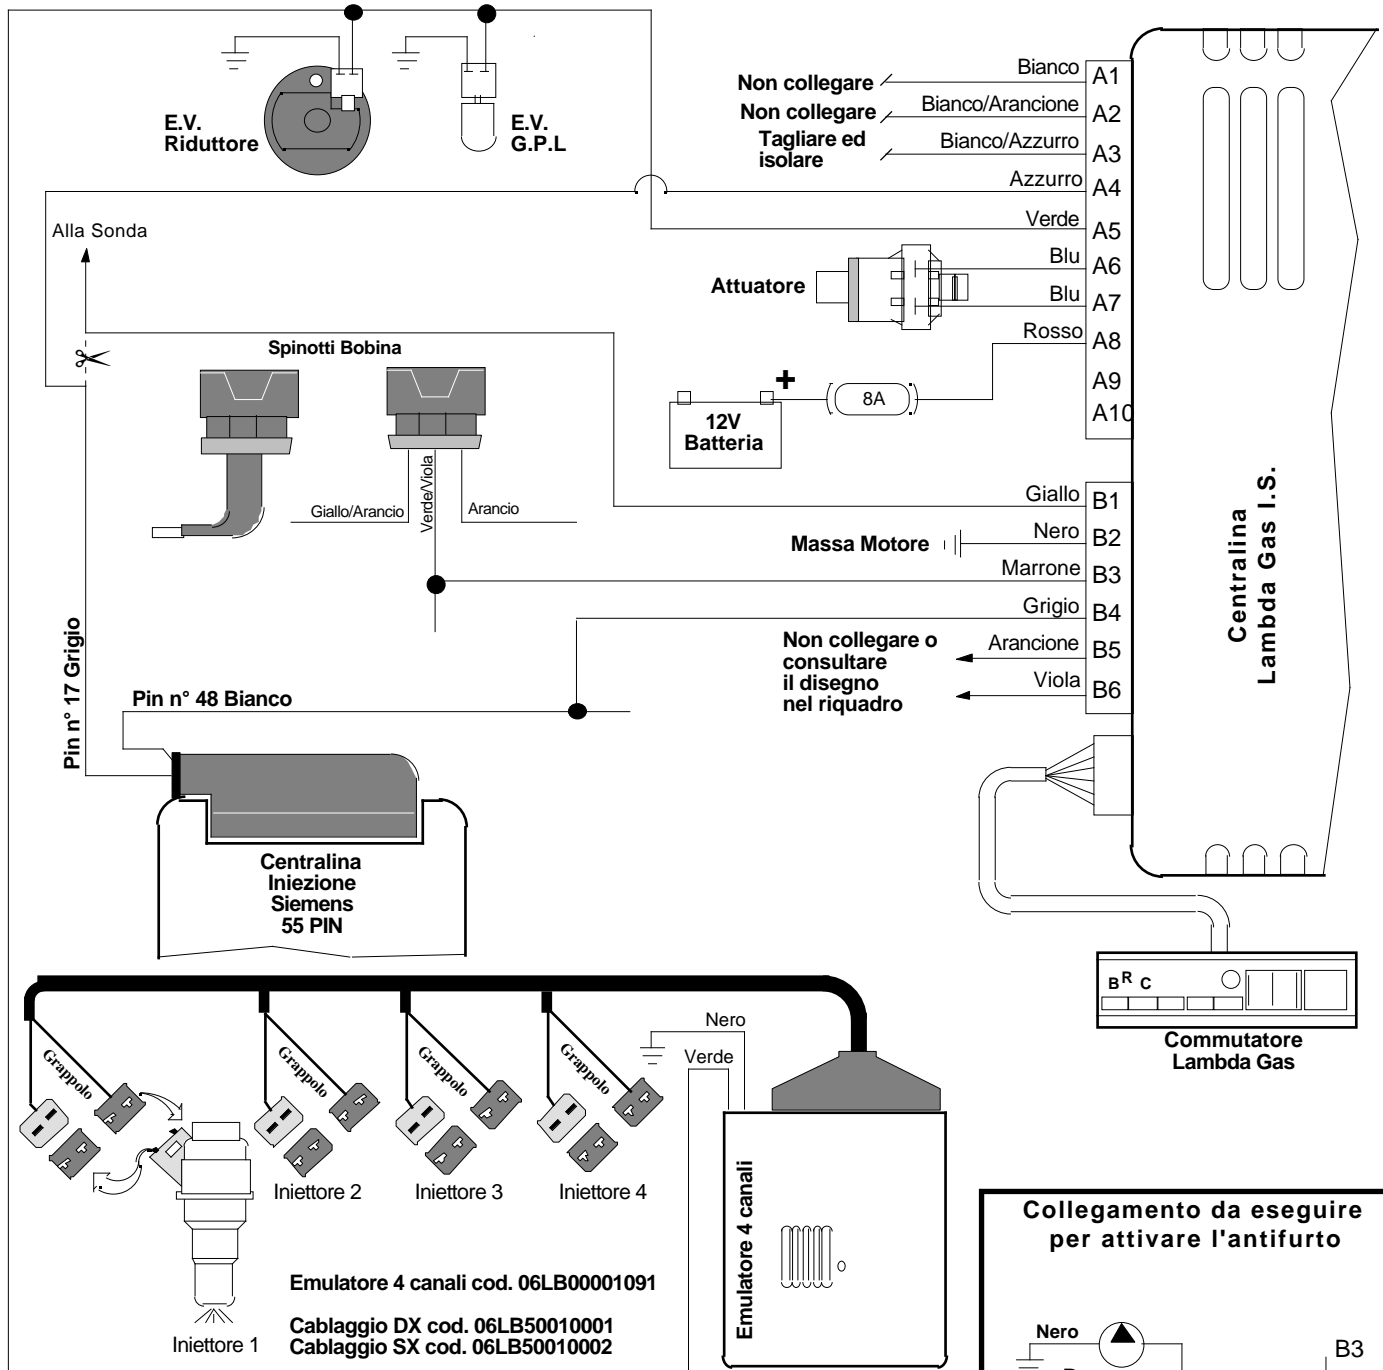 E.V.
Riduttore
E.V.
G.P.L
Non collegare
Bianco
A1
Non collegare
Bianco/Arancione
A2
Tagliare ed
isolare
Bianco/Azzurro
A3
Azzurro
A4
Verde
A5
Blu
A6
Attuatore
Blu
A7
Rosso
A8
A9
A10
Alla Sonda
Spinotti Bobina
+
8A
12V
Batteria
Giallo/Arancio
Verde/Viola
Arancio
Giallo
B1
Massa Motore
Nero
B2
Marrone
B3
Grigio
B4
Non collegare o
consultare
il disegno
nel riquadro
Arancione
B5
Viola
B6
Centralina
Lambda Gas I.S.
Pin n° 17 Grigio
Pin n° 48 Bianco
Centralina
Iniezione
Siemens
55 PIN
B R C
Commutatore
Lambda Gas
Nero
Verde
Grappolo
Grappolo
Grappolo
Grappolo
Iniettore 2
Iniettore 3
Iniettore 4
Iniettore 1
Emulatore 4 canali
Emulatore 4 canali cod. 06LB00001091
Cablaggio DX cod. 06LB50010001
Cablaggio SX cod. 06LB50010002
Collegamento da eseguire
per attivare l'antifurto
Nero
B3